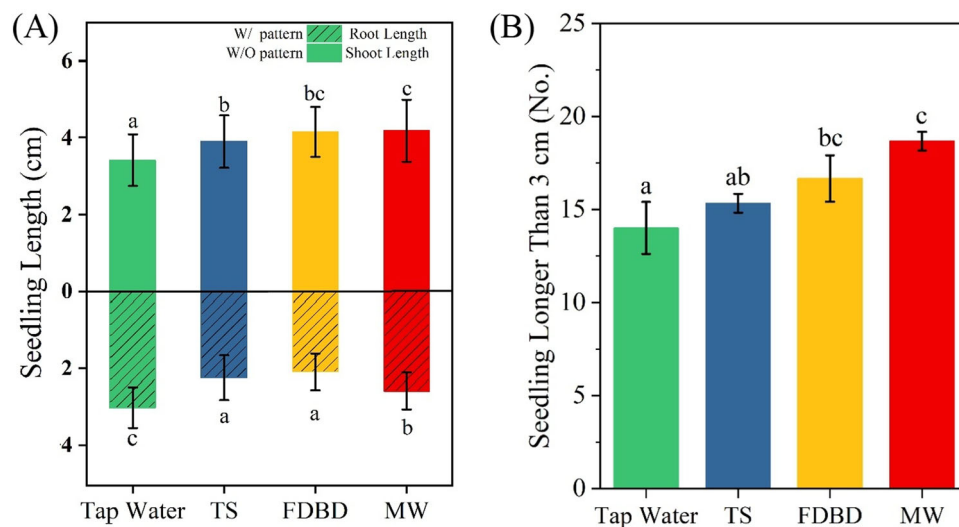 (A)
W/ pattern Root Length
W/O pattern Shoot Length
Seedling Length (cm)
6
4
2
0
2
4
a
b
bc
c
c
a
a
b
Tap Water TS FDBD MW
(B)
Seedling Longer Than 3 cm (No.)
25
20
15
10
5
0
a
ab
bc
c
Tap Water TS FDBD MW